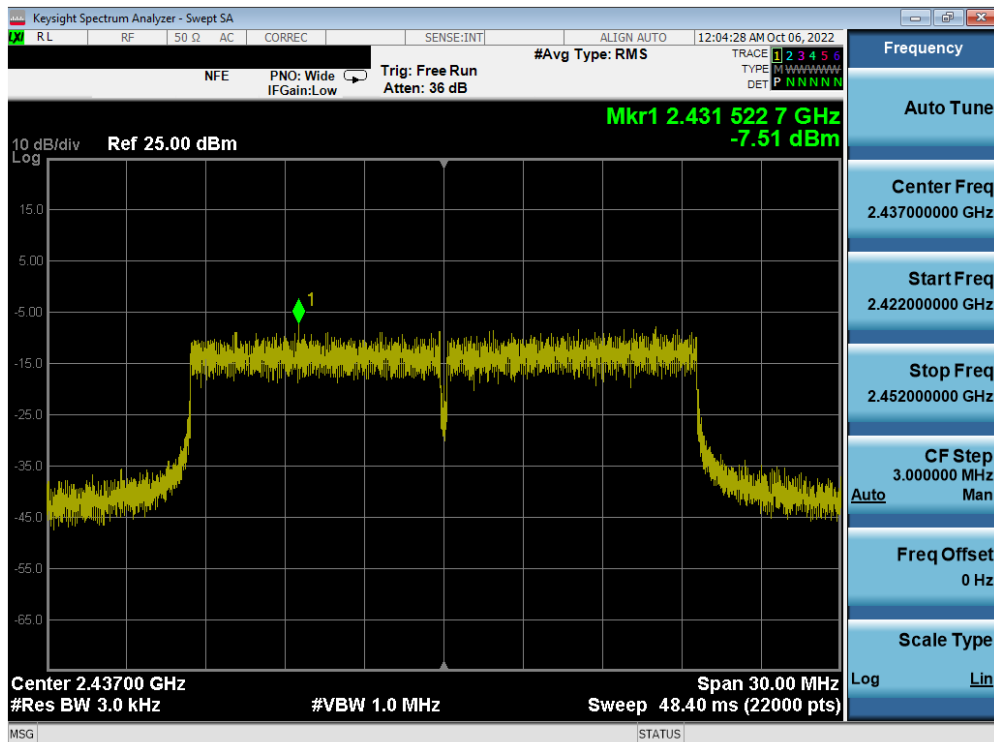 Keysight Spectrum Analyzer - Swept SA
LXI RL RF 50 Ω AC CORREC SENSE:INT ALIGN AUTO 12:04:28 AM Oct 06, 2022
NFE PNO: Wide Trig: Free Run #Avg Type: RMS TRACE 1 2 3 4 5 6
IFGain:Low Atten: 36 dB TYPE M WWWWW
DET P N N N N N
Mkr1 2.431 522 7 GHz
-7.51 dBm
10 dB/div Ref 25.00 dBm
Log
15.0
5.00
1
-5.00
-15.0
-25.0
-35.0
-45.0
-55.0
-65.0
Center 2.43700 GHz Span 30.00 MHz
#Res BW 3.0 kHz #VBW 1.0 MHz Sweep 48.40 ms (22000 pts)
MSG STATUS
Frequency
Auto Tune
Center Freq
2.437000000 GHz
Start Freq
2.422000000 GHz
Stop Freq
2.452000000 GHz
CF Step
3.000000 MHz
Auto Man
Freq Offset
0 Hz
Scale Type
Log Lin